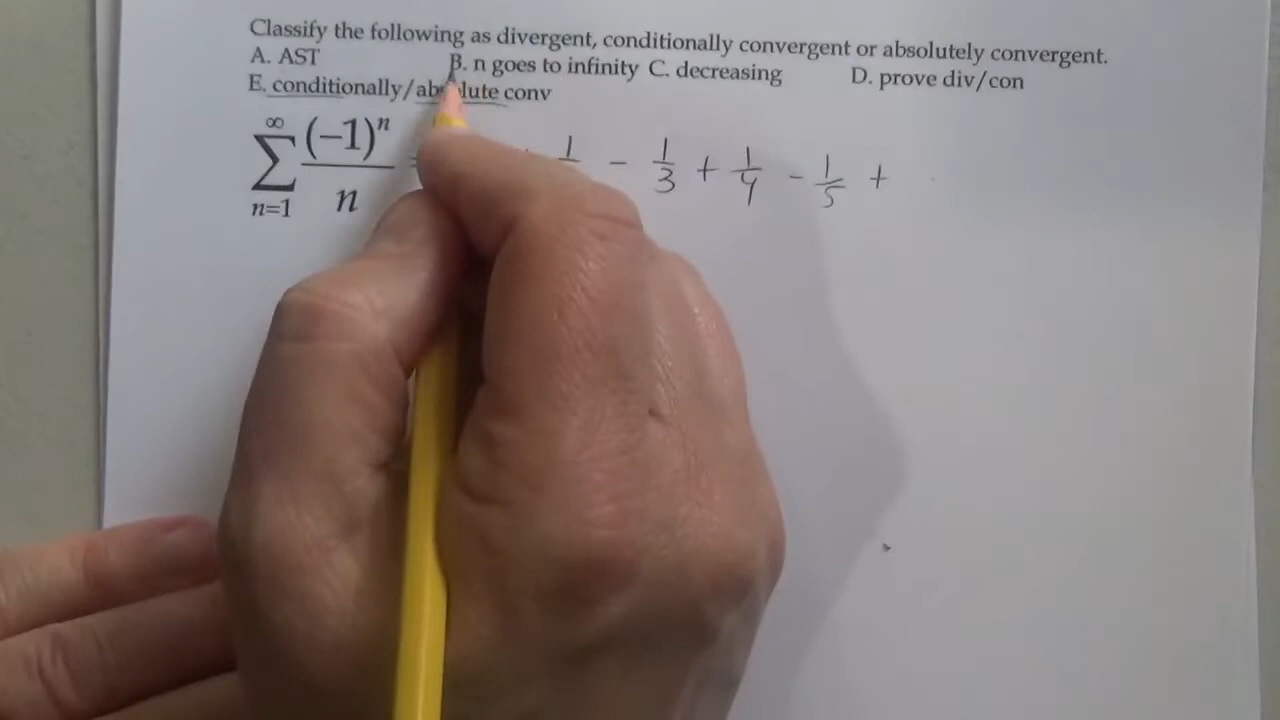 Classify the following as divergent, conditionally convergent or absolutely convergent.
A. AST B. n goes to infinity C. decreasing D. prove div/con
E. conditionally/absolute conv
∞
∑ (−1)ⁿ/n − 1/3 + 1/4 − 1/5 +
n=1